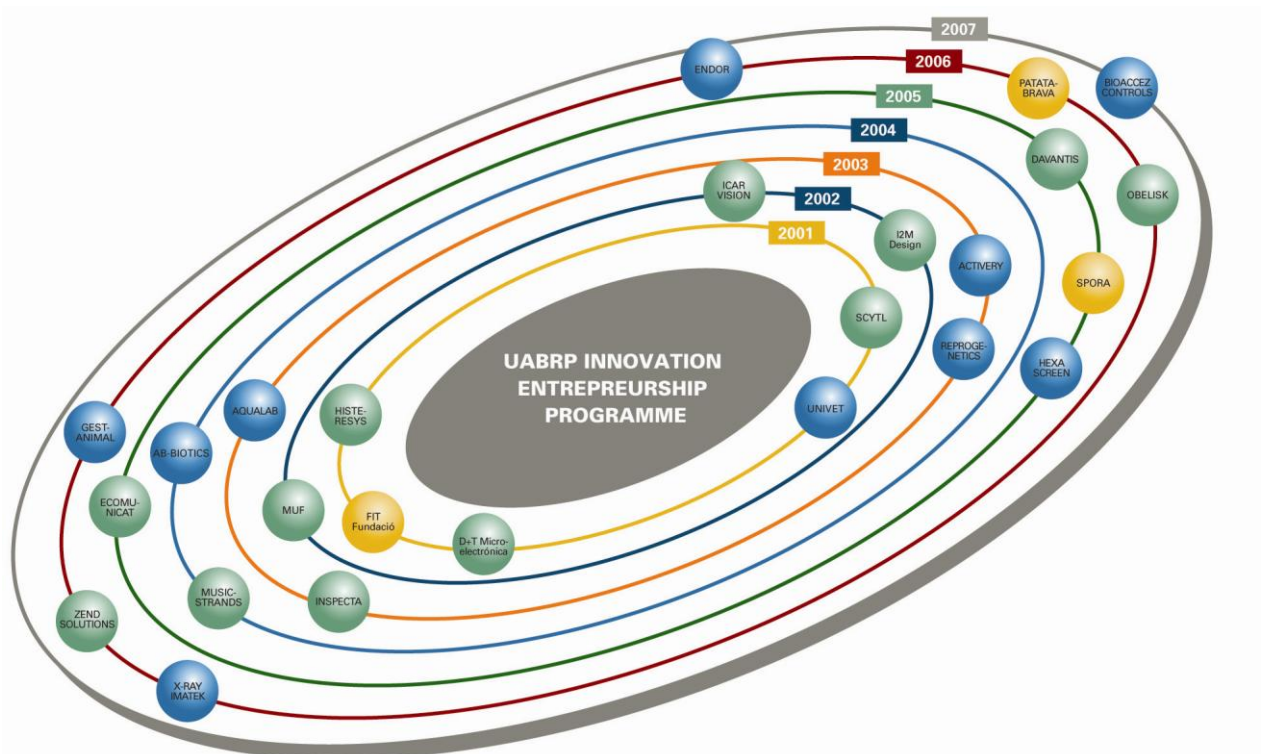 2007
2006
2005
2004
2003
2002
2001
ENDOR
PATATA-
BRAVA
BIOACCEZ
CONTROLS
DAVANTIS
OBELISK
ICAR
VISION
I2M
Design
ACTIVERY
SPORA
SCYTL
REPROGE-
NETICS
HEXA
SCREEN
UABRP INNOVATION
ENTREPREURSHIP
PROGRAMME
UNIVET
AQUALAB
HISTE-
RESYS
GEST-
ANIMAL
AB-BIOTICS
ECOMU-
NICAT
MUF
FIT
Fundació
D+T Micro-
electrónica
MUSIC-
STRANDS
INSPECTA
ZEND
SOLUTIONS
X-RAY
IMATEK